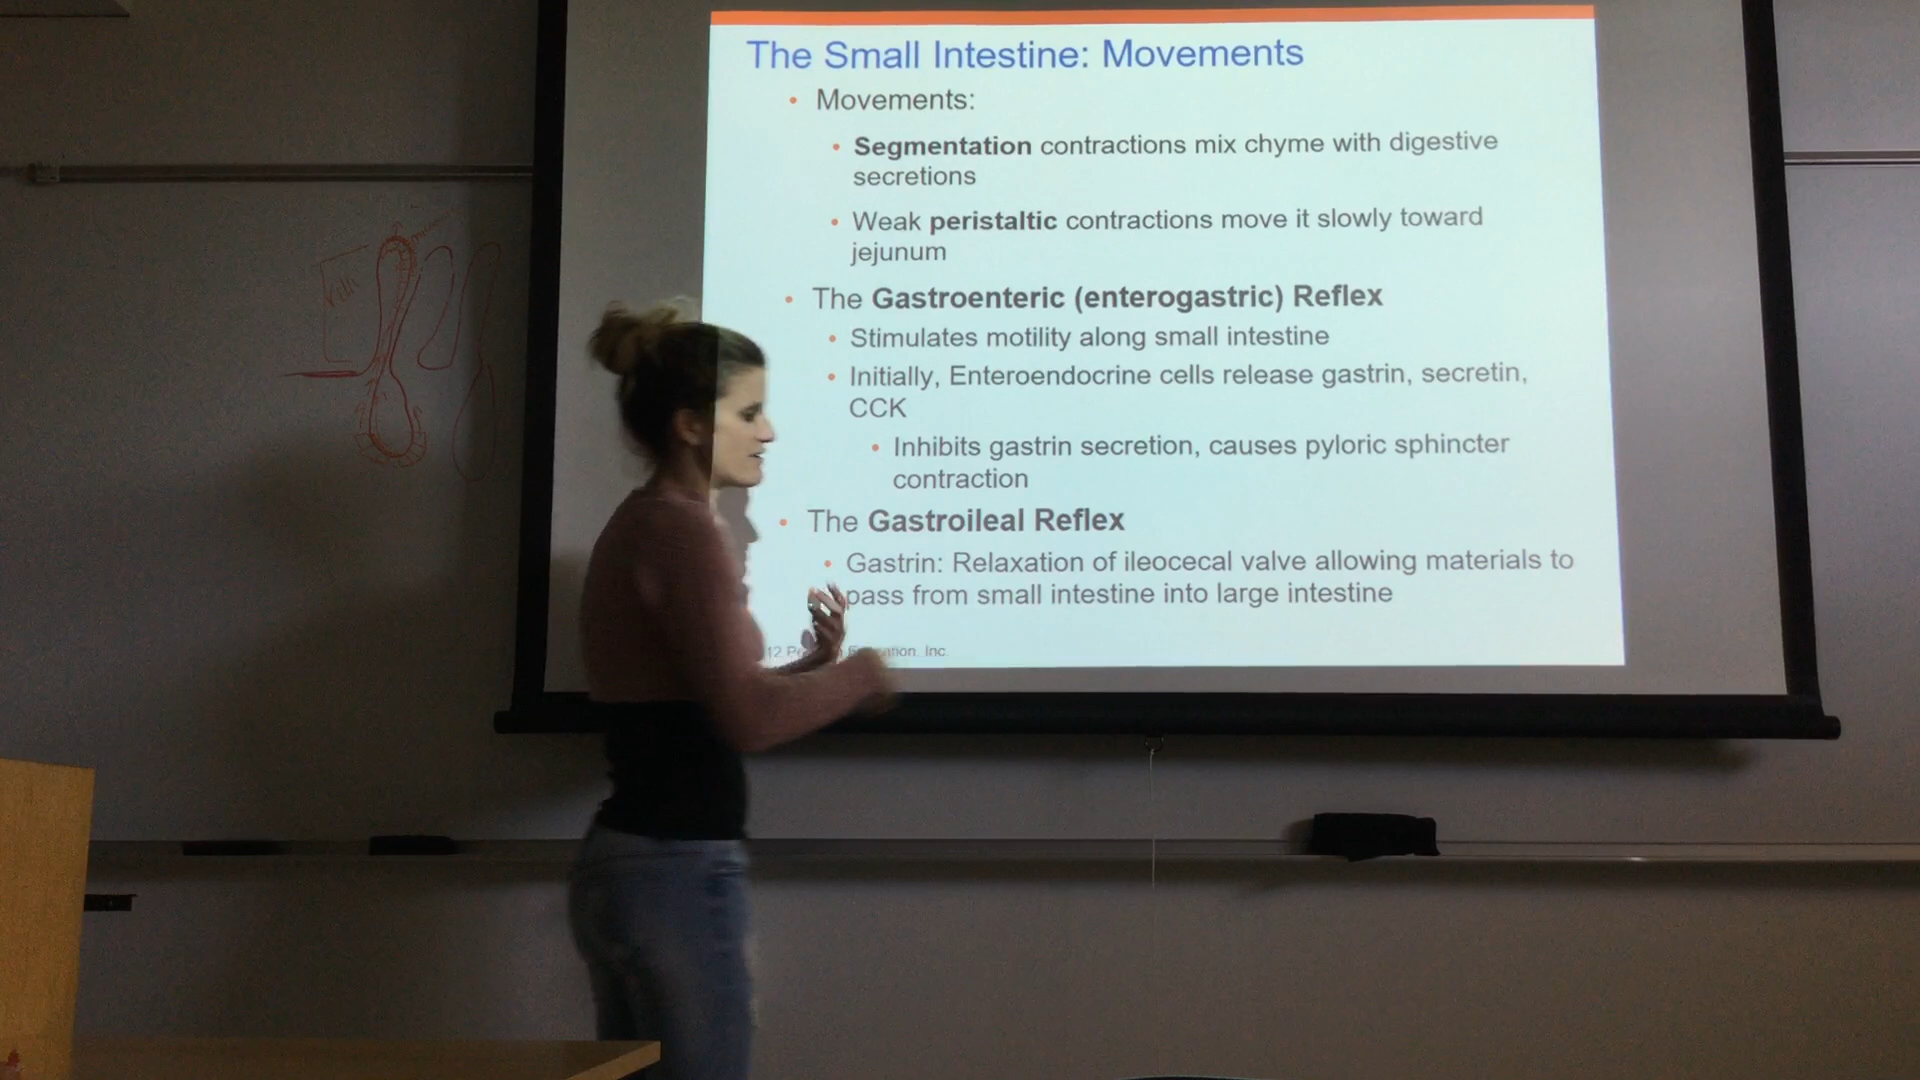 The Small Intestine: Movements
• Movements:
• Segmentation contractions mix chyme with digestive
secretions
• Weak peristaltic contractions move it slowly toward
jejunum
• The Gastroenteric (enterogastric) Reflex
• Stimulates motility along small intestine
• Initially, Enteroendocrine cells release gastrin, secretin,
CCK
• Inhibits gastrin secretion, causes pyloric sphincter
contraction
• The Gastroileal Reflex
• Gastrin: Relaxation of ileocecal valve allowing materials to
pass from small intestine into large intestine
Inc.